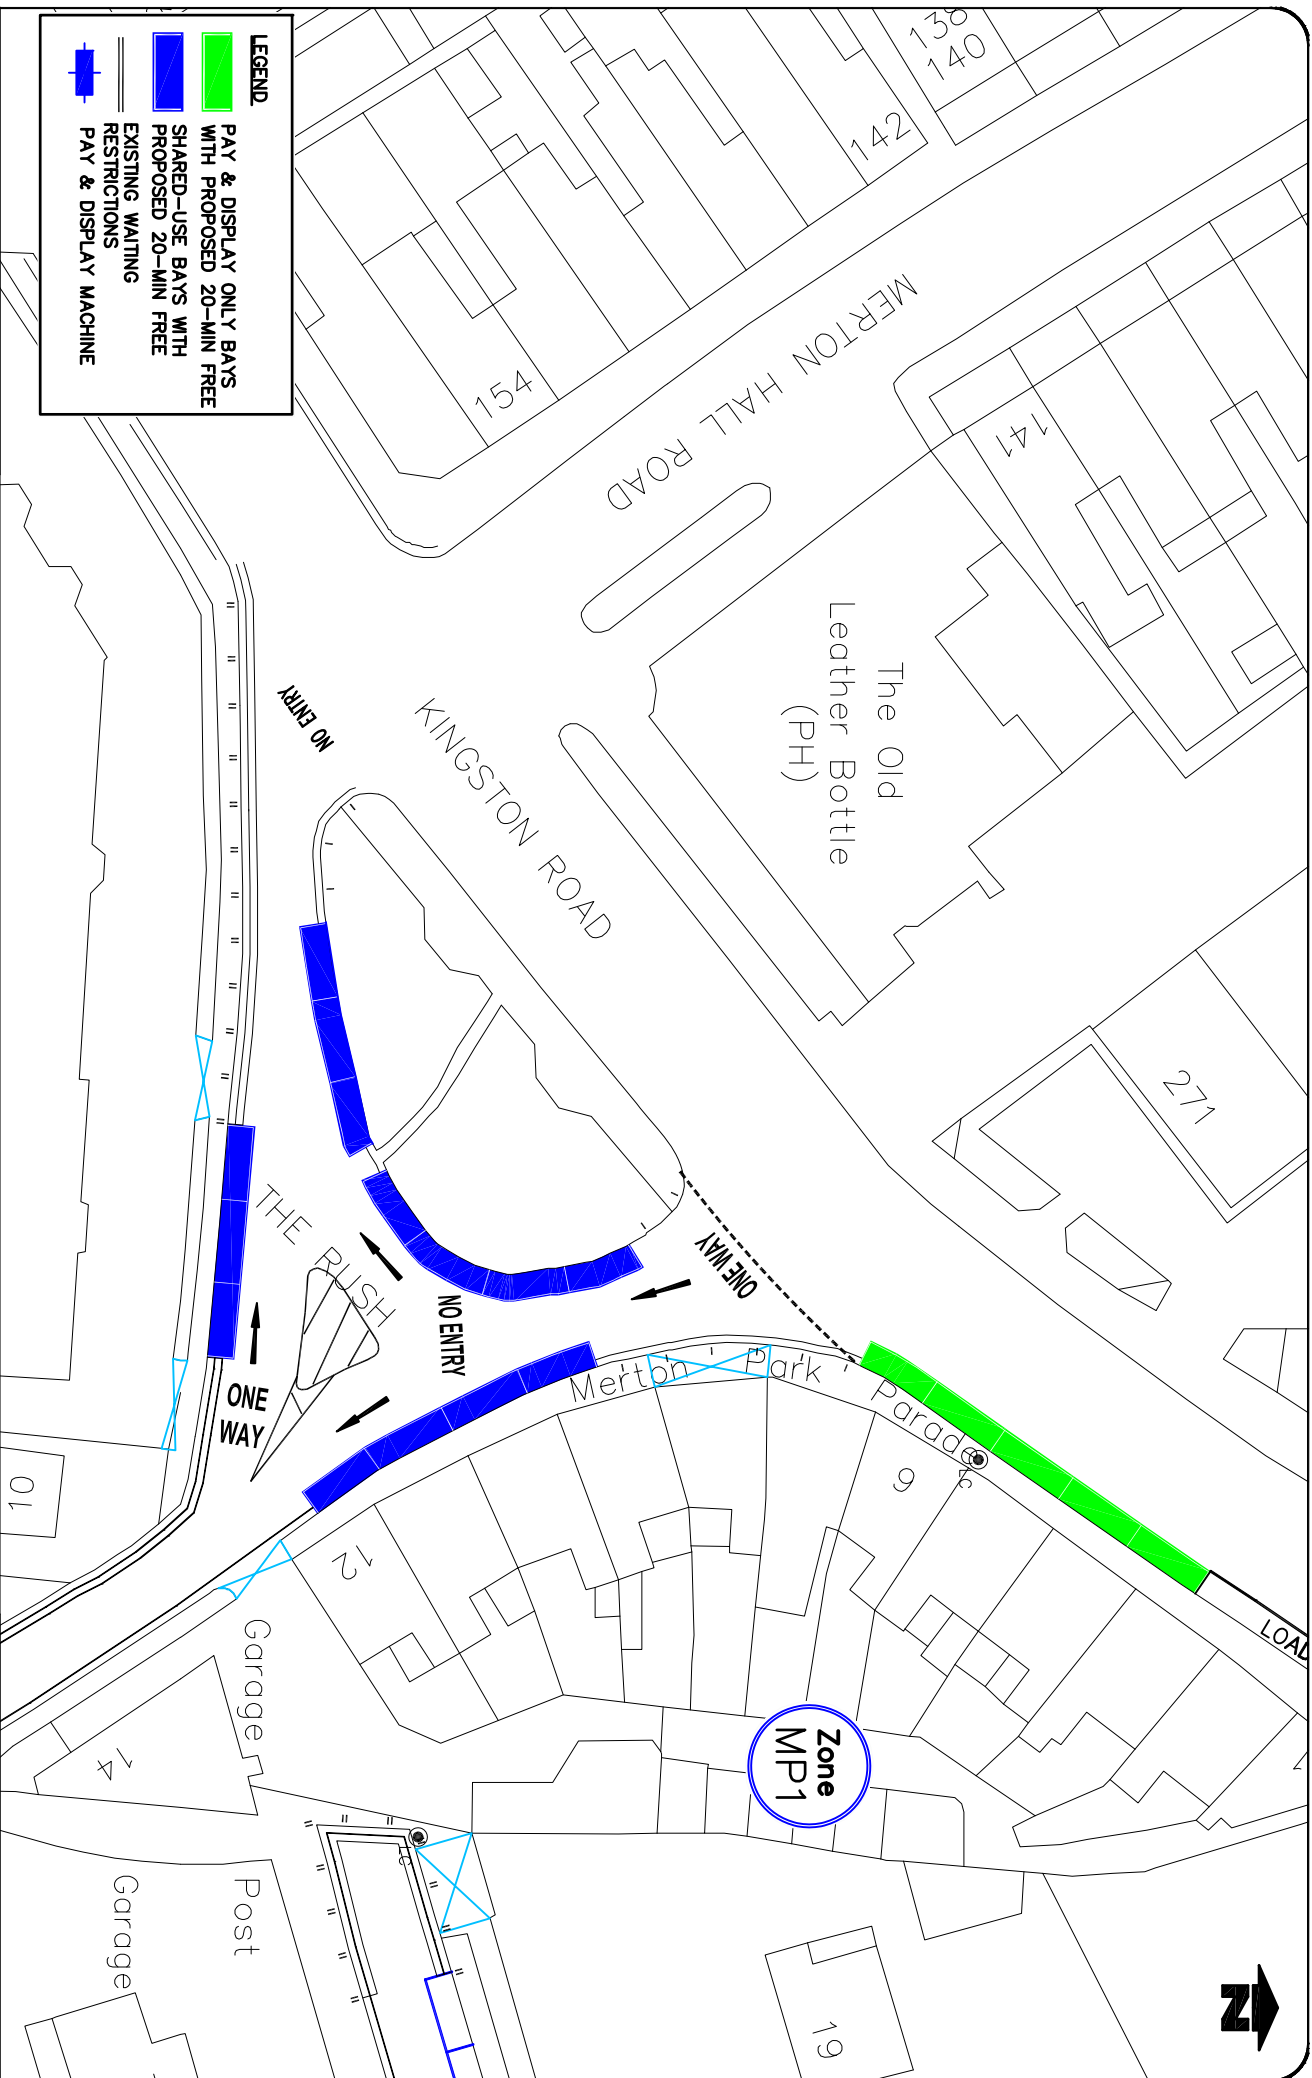 LEGEND
PAY & DISPLAY ONLY BAYS
WITH PROPOSED 20-MIN FREE
SHARED-USE BAYS WITH
PROPOSED 20-MIN FREE
EXISTING WAITING
RESTRICTIONS
PAY & DISPLAY MACHINE
138
140
142
154
MERTON HALL ROAD
141
The Old
Leather Bottle
(PH)
KINGSTON ROAD
NO ENTRY
271
ONE WAY
THE RUSH
NO ENTRY
ONE
WAY
Merton Park Parade
LC
9
LOAD
10
12
Garage
14
Zone
MP1
Post
Garage
LC
19
N